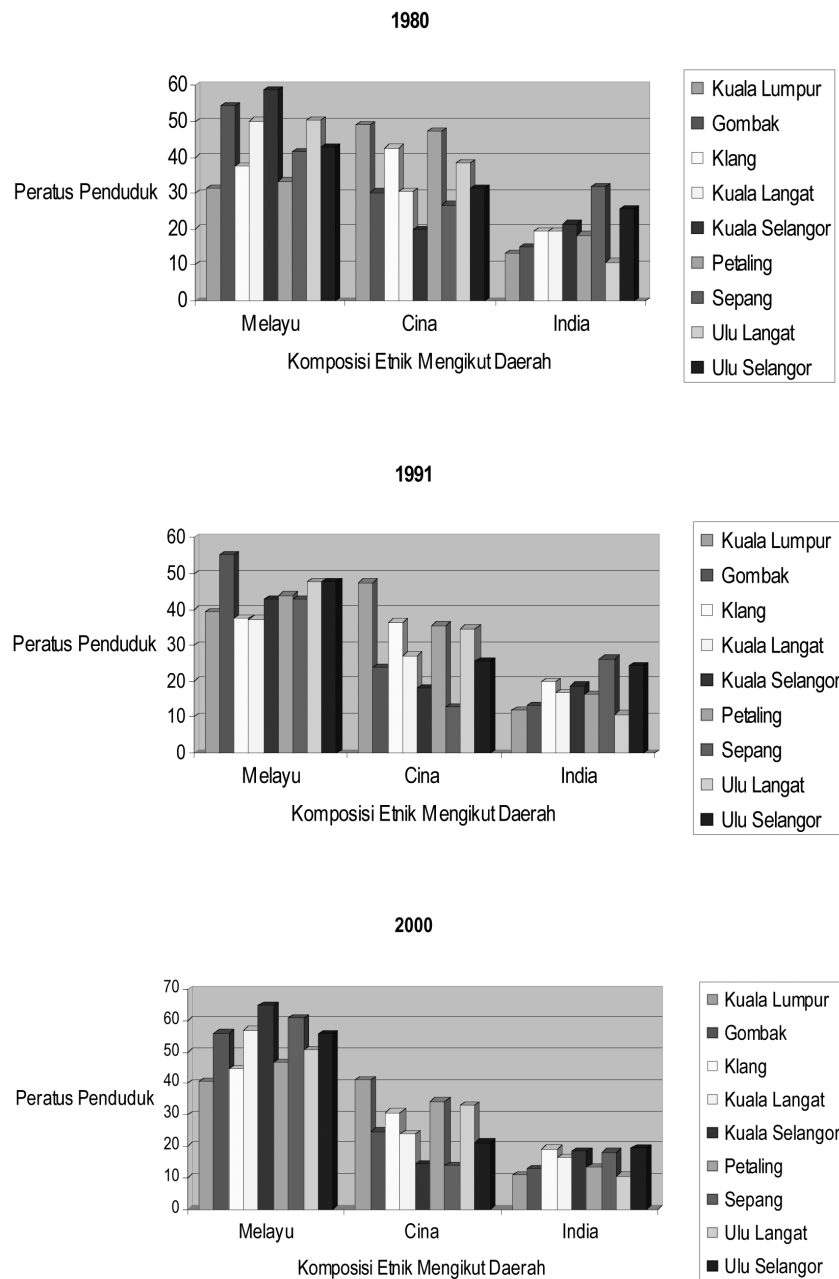 1980
60
50
40
30
20
10
0
Peratus Penduduk
Melayu
Cina
India
Komposisi Etnik Mengikut Daerah
Kuala Lumpur
Gombak
Klang
Kuala Langat
Kuala Selangor
Petaling
Sepang
Ulu Langat
Ulu Selangor
1991
60
50
40
30
20
10
0
Peratus Penduduk
Melayu
Cina
India
Komposisi Etnik Mengikut Daerah
Kuala Lumpur
Gombak
Klang
Kuala Langat
Kuala Selangor
Petaling
Sepang
Ulu Langat
Ulu Selangor
2000
70
60
50
40
30
20
10
0
Peratus Penduduk
Melayu
Cina
India
Komposisi Etnik Mengikut Daerah
Kuala Lumpur
Gombak
Klang
Kuala Langat
Kuala Selangor
Petaling
Sepang
Ulu Langat
Ulu Selangor